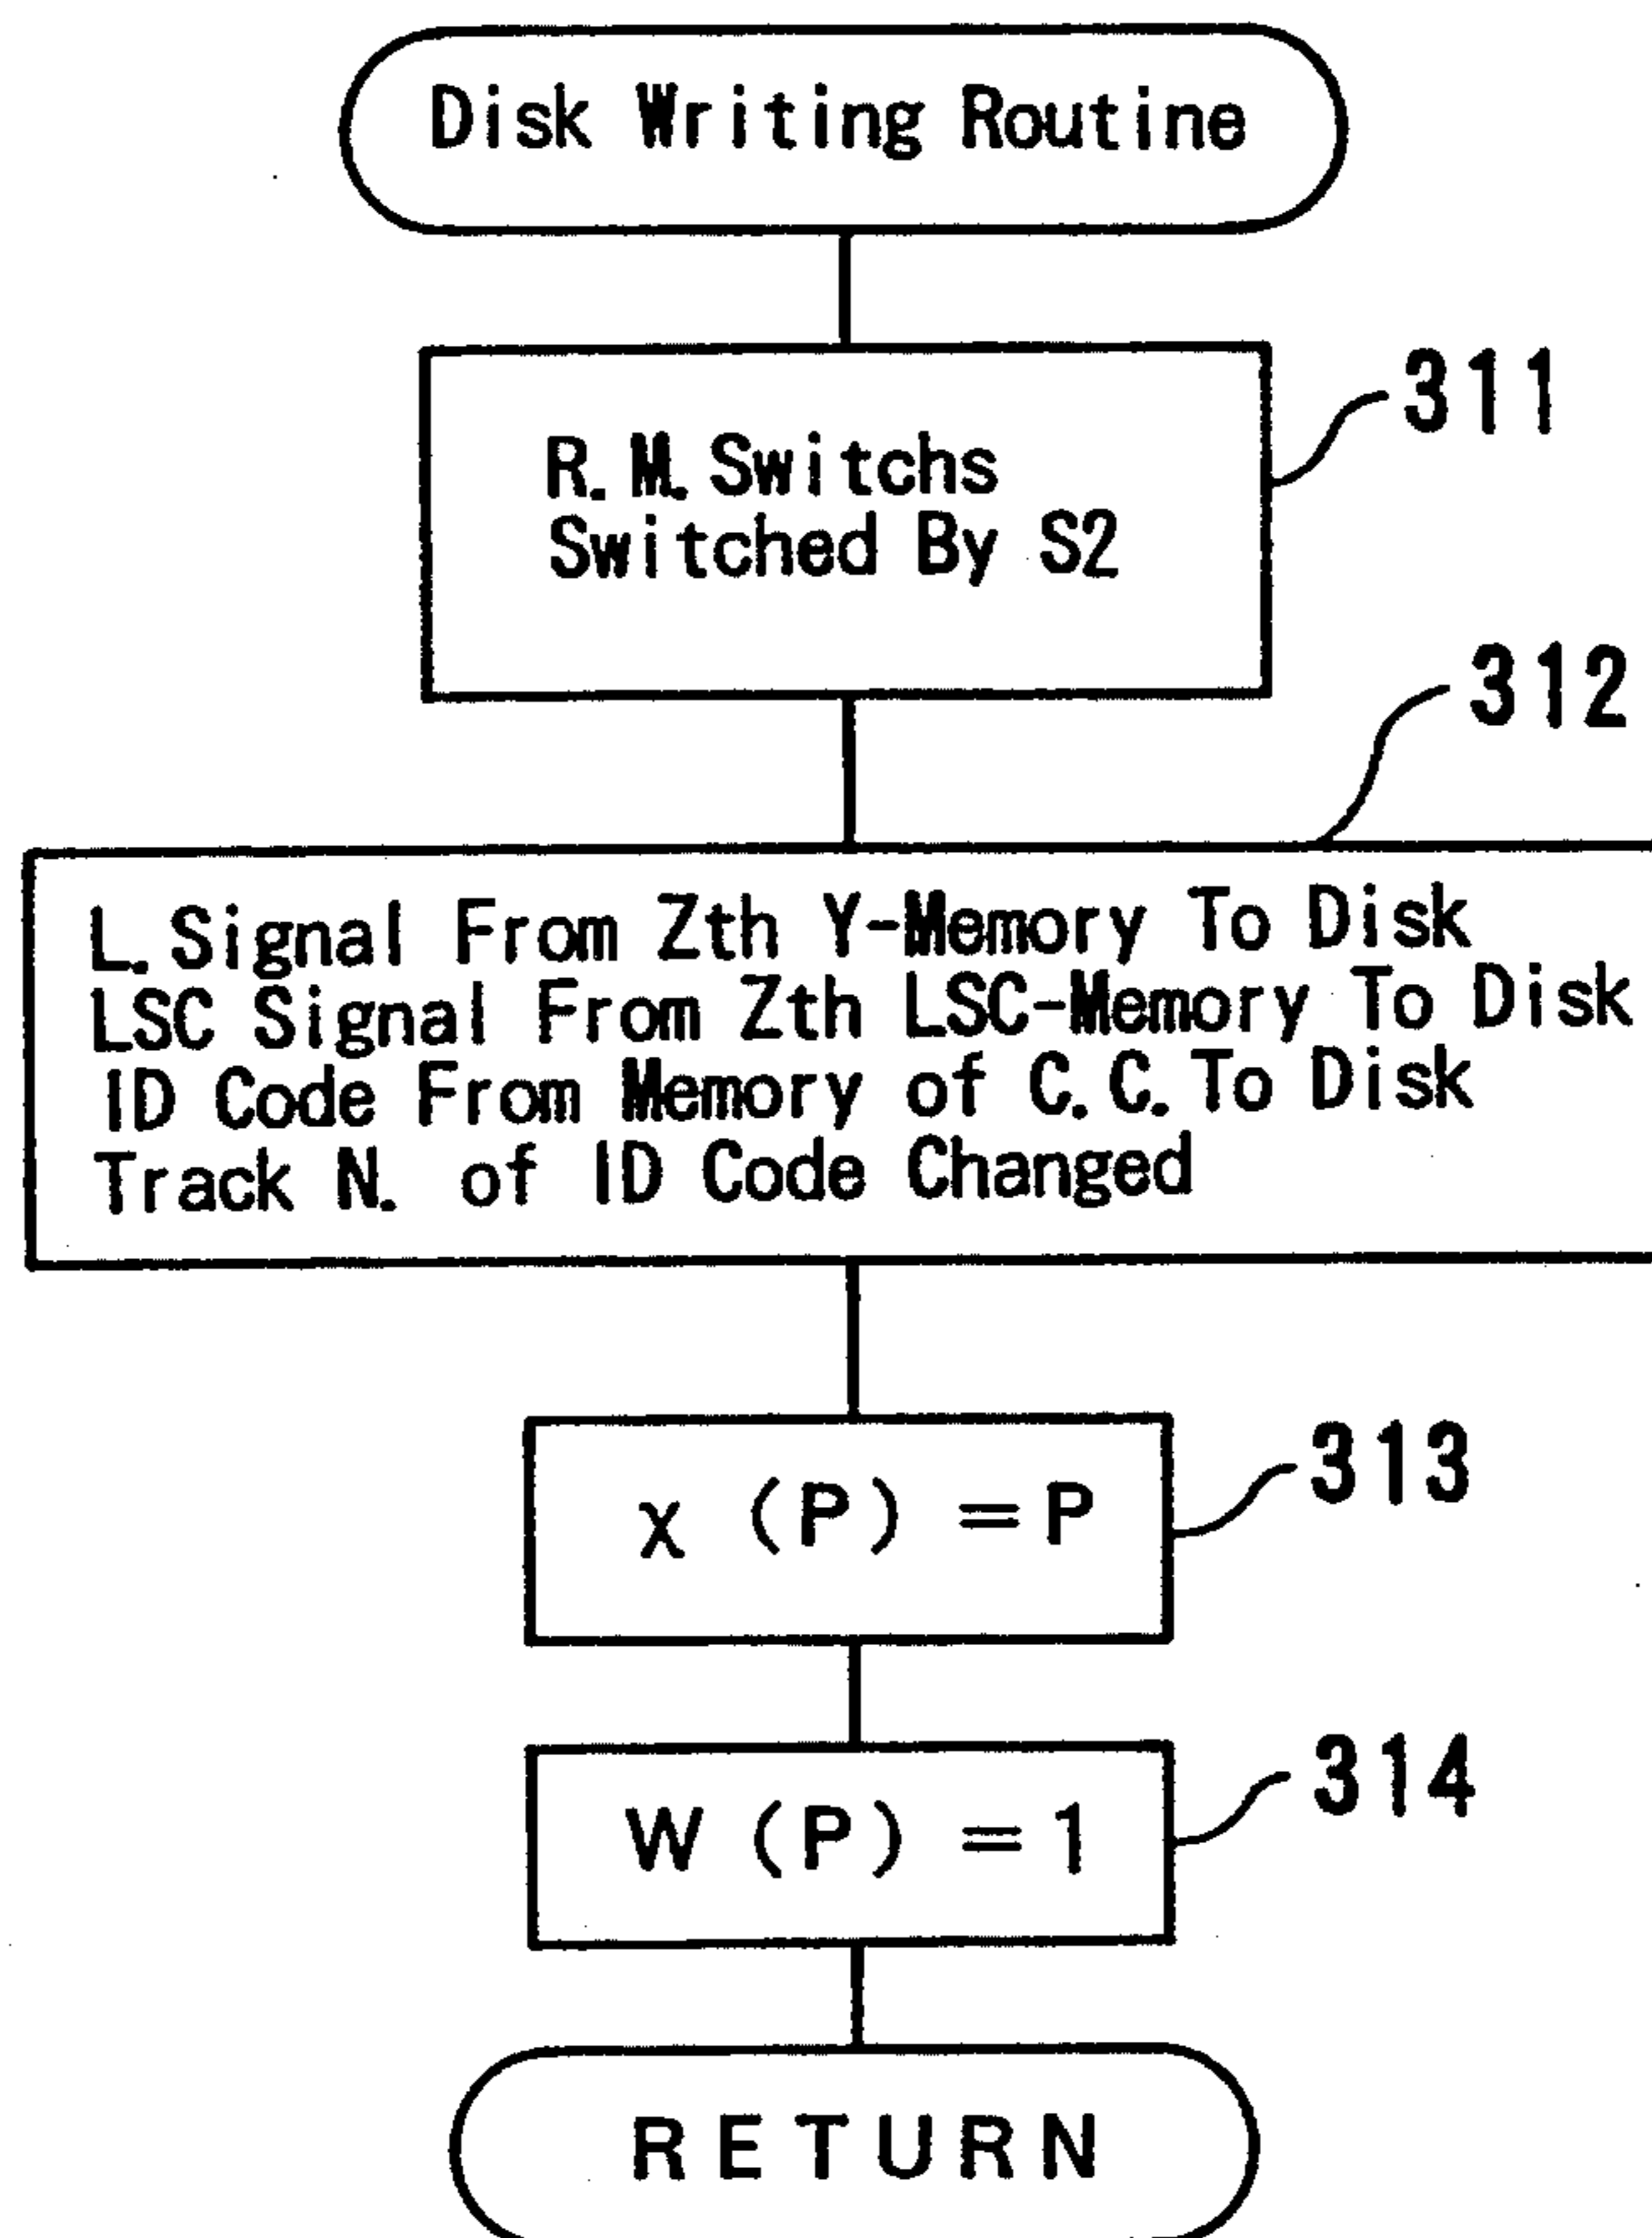 Disk Writing Routine
311
R.M.Switchs
Switched By S2
312
L.Signal From Zth Y-Memory To Disk
LSC Signal From Zth LSC-Memory To Disk
ID Code From Memory of C.C.To Disk
Track N. of ID Code Changed
313
χ (P) =P
314
W (P) =1
RETURN